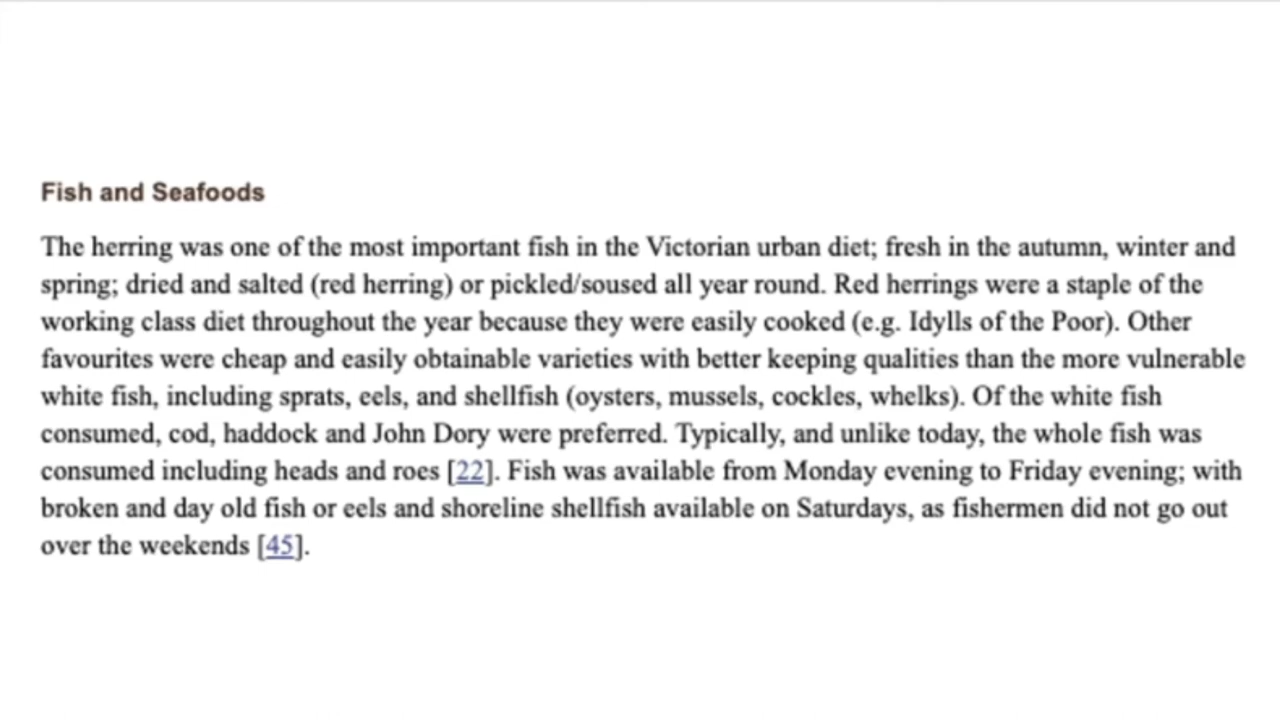 Fish and Seafoods
The herring was one of the most important fish in the Victorian urban diet; fresh in the autumn, winter and
spring; dried and salted (red herring) or pickled/soused all year round. Red herrings were a staple of the
working class diet throughout the year because they were easily cooked (e.g. Idylls of the Poor). Other
favourites were cheap and easily obtainable varieties with better keeping qualities than the more vulnerable
white fish, including sprats, eels, and shellfish (oysters, mussels, cockles, whelks). Of the white fish
consumed, cod, haddock and John Dory were preferred. Typically, and unlike today, the whole fish was
consumed including heads and roes [22]. Fish was available from Monday evening to Friday evening; with
broken and day old fish or eels and shoreline shellfish available on Saturdays, as fishermen did not go out
over the weekends [45].